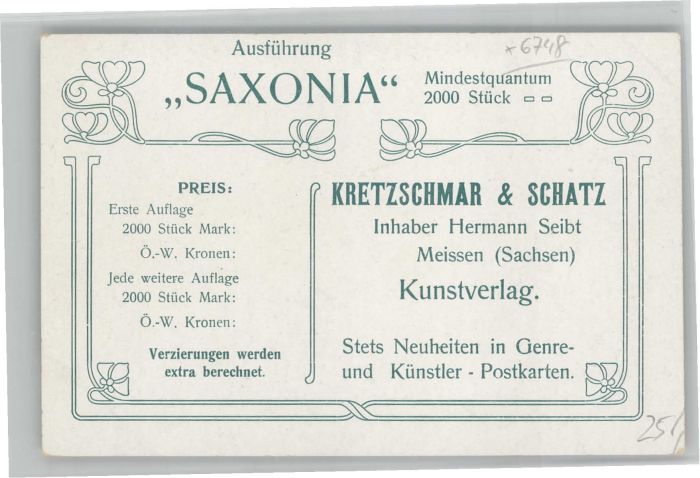 Ausführung
*6748
„SAXONIA“
Mindestquantum
2000 Stück
PREIS:
Erste Auflage
2000 Stück Mark:
Ö.-W. Kronen:
Jede weitere Auflage
2000 Stück Mark:
Ö.-W. Kronen:
Verzierungen werden
extra berechnet.
KRETZSCHMAR & SCHATZ
Inhaber Hermann Seibt
Meissen (Sachsen)
Kunstverlag.
Stets Neuheiten in Genre-
und Künstler - Postkarten.